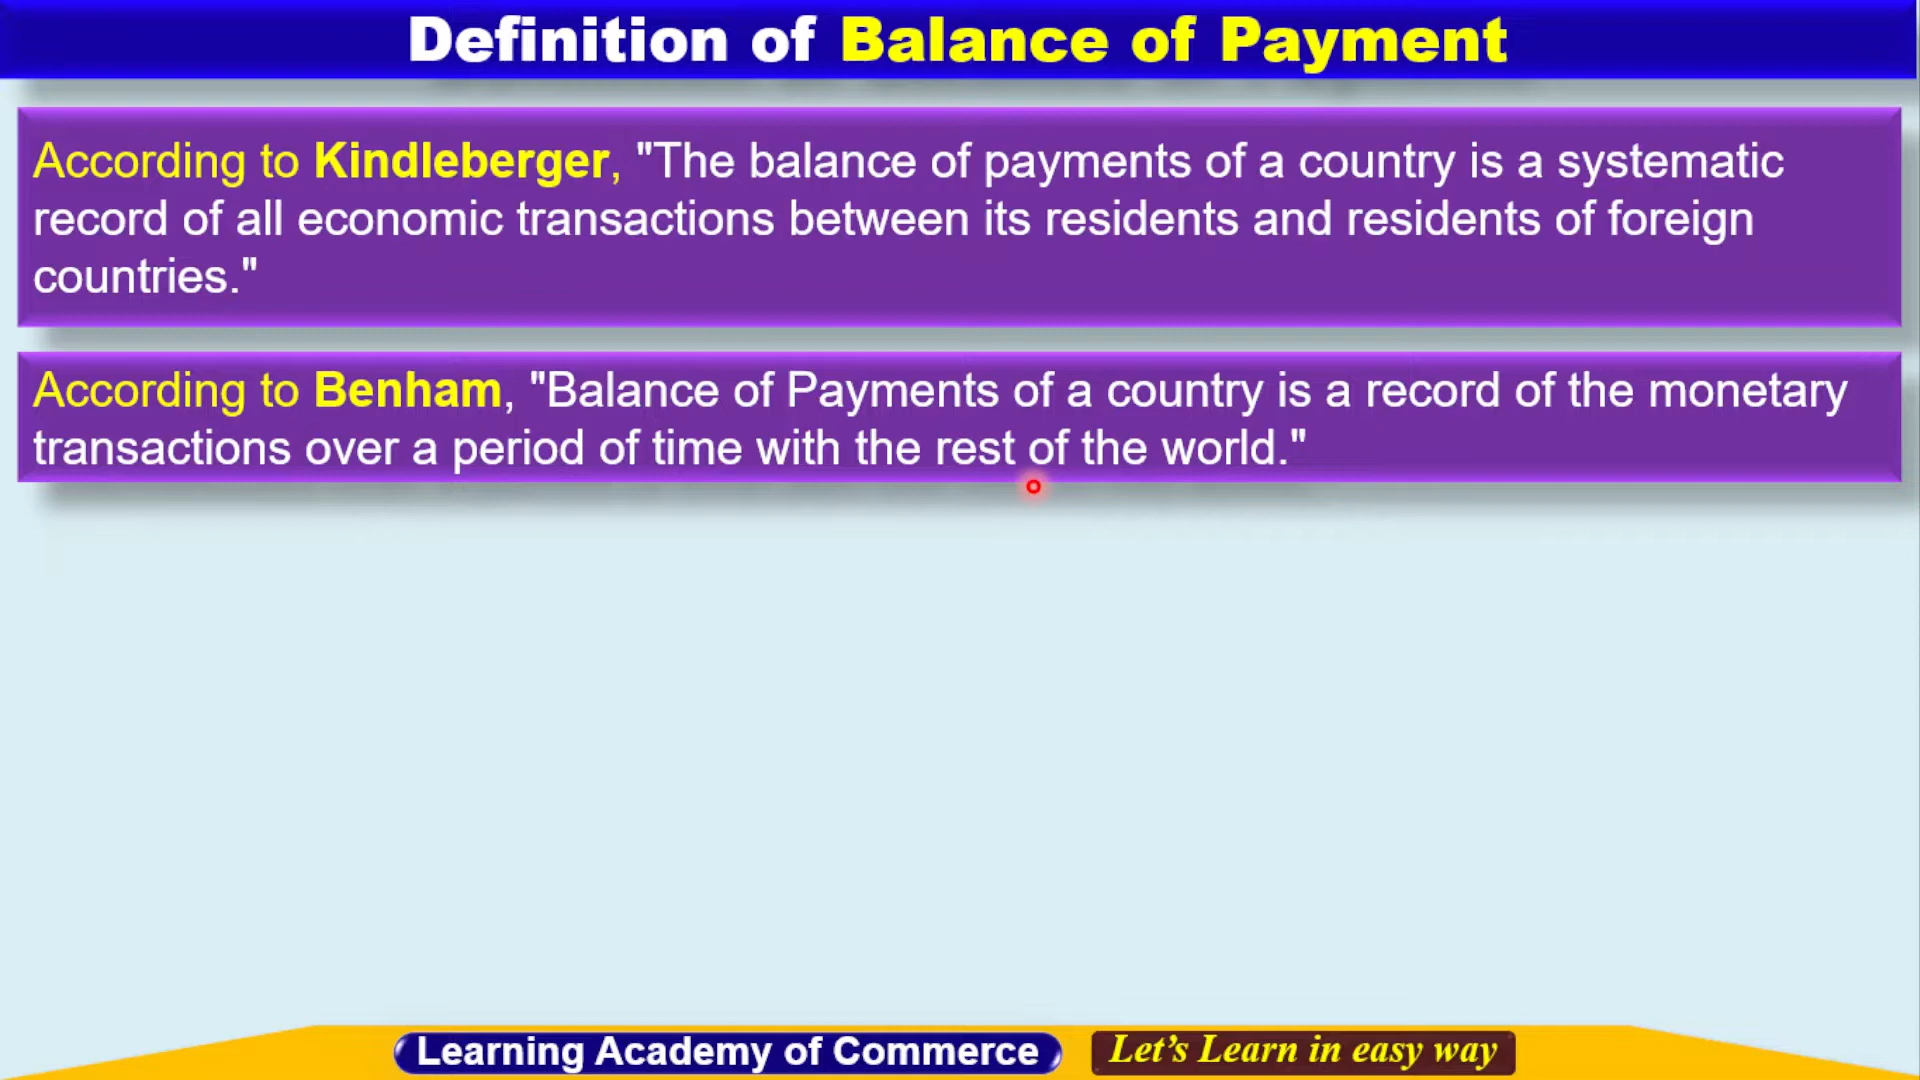 Definition of Balance of Payment
According to Kindleberger, "The balance of payments of a country is a systematic
record of all economic transactions between its residents and residents of foreign
countries."
According to Benham, "Balance of Payments of a country is a record of the monetary
transactions over a period of time with the rest of the world."
Learning Academy of Commerce
Let’s Learn in easy way